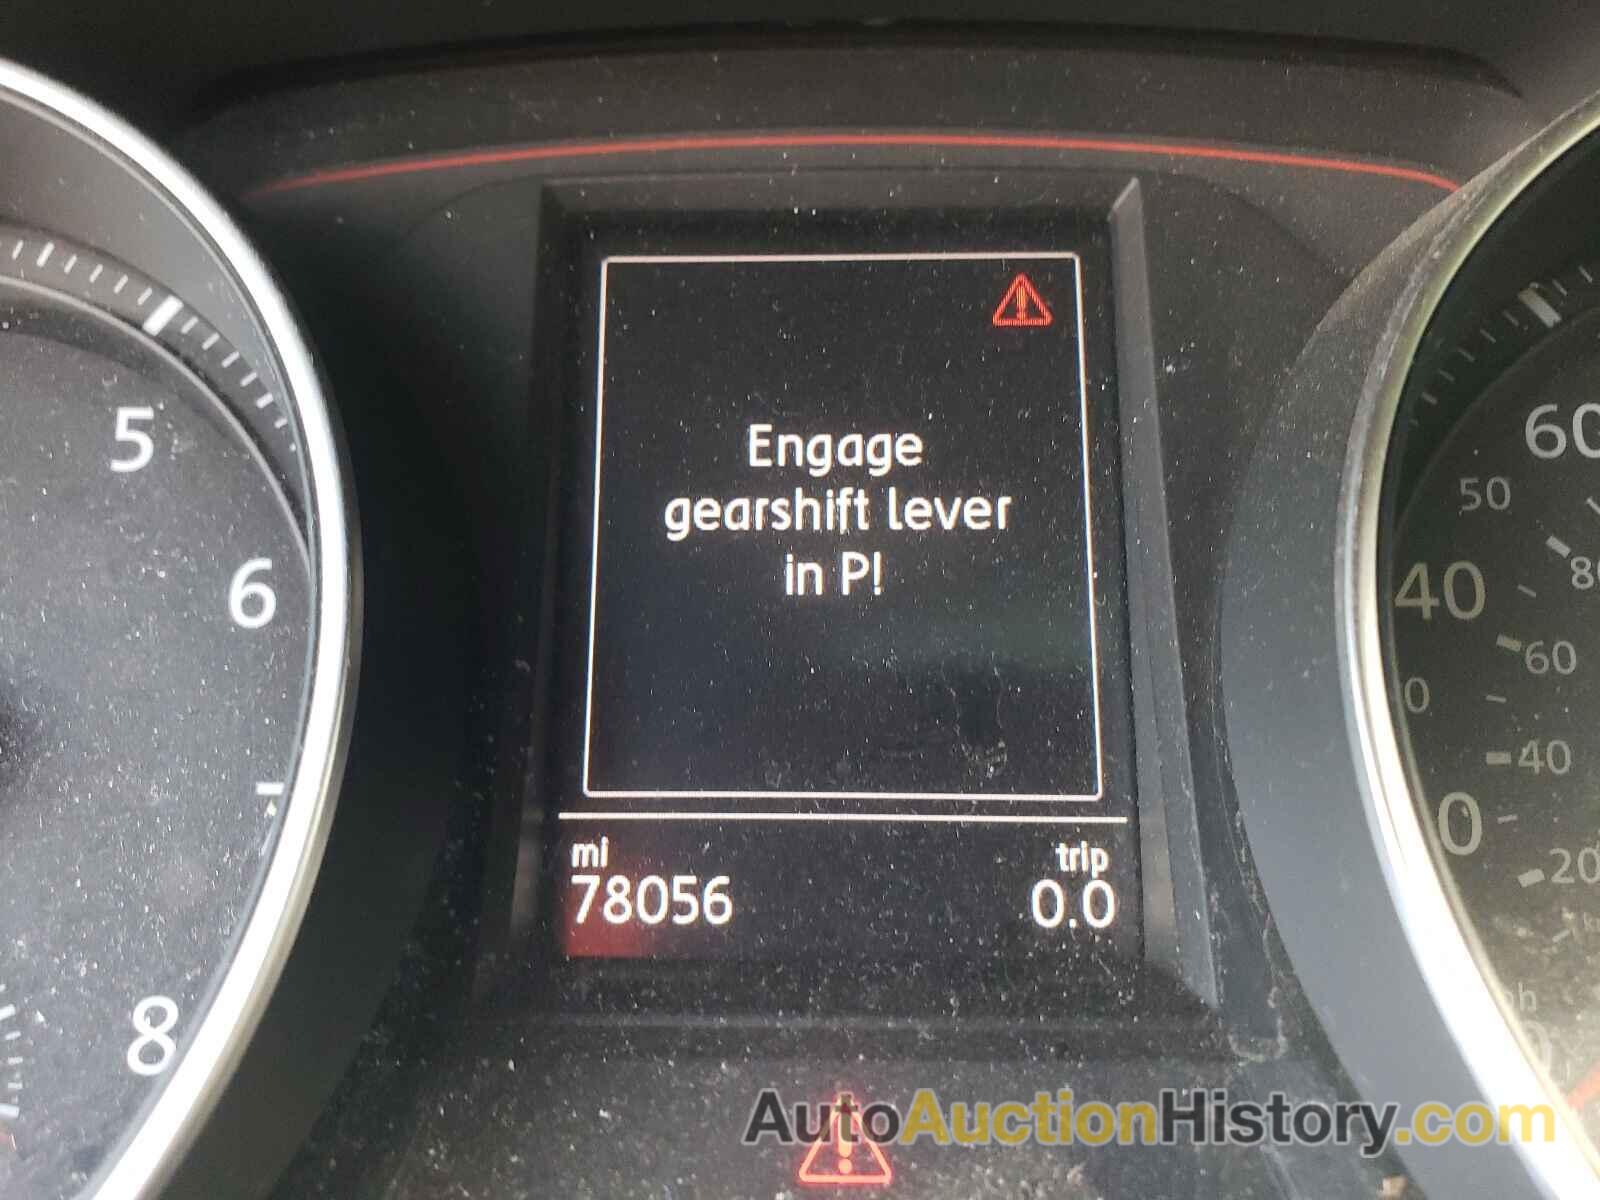 Engage
gearshift lever
in P!
mi
trip
78056
0.0
5
6
8
60
50
80
40
60
40
0
20
AutoAuctionHistory.com